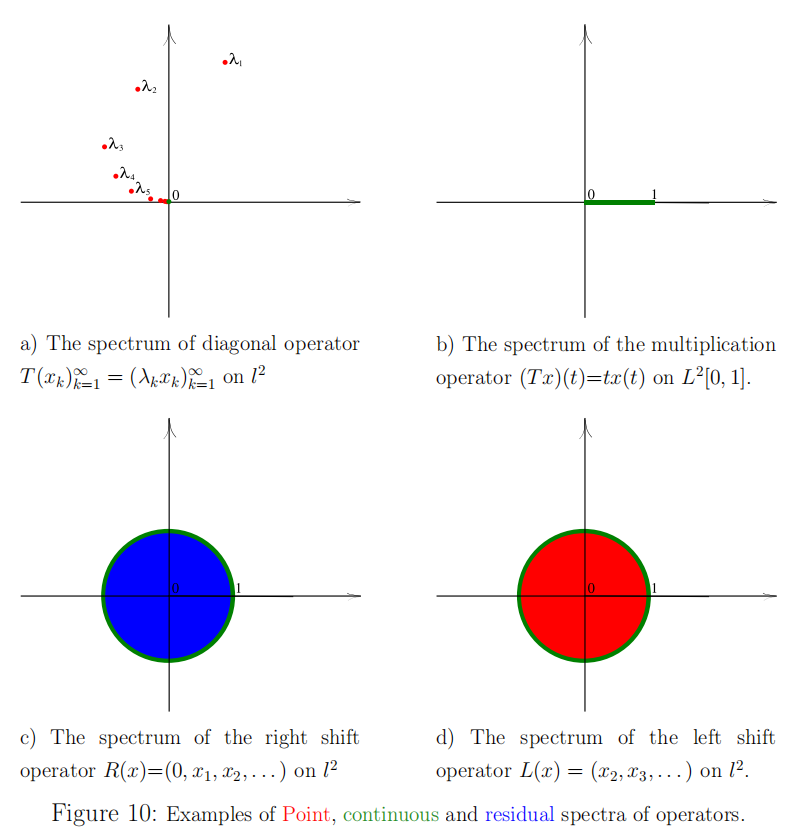 λ₁
λ₂
λ₃
λ₄
λ₅
0
0 1
a) The spectrum of diagonal operator
T(xₖ)∞ₖ₌₁ = (λₖxₖ)∞ₖ₌₁ on l²
b) The spectrum of the multiplication
operator (Tx)(t)=tx(t) on L²[0, 1].
0 1
0 1
c) The spectrum of the right shift
operator R(x)=(0, x₁, x₂, . . . ) on l²
d) The spectrum of the left shift
operator L(x) = (x₂, x₃, . . . ) on l².
Figure 10: Examples of Point, continuous and residual spectra of operators.